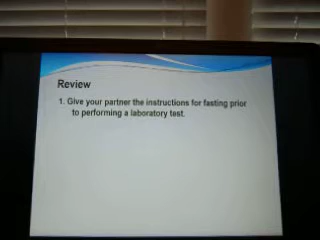 Review
1. Give your partner the instructions for fasting prior
to performing a laboratory test.